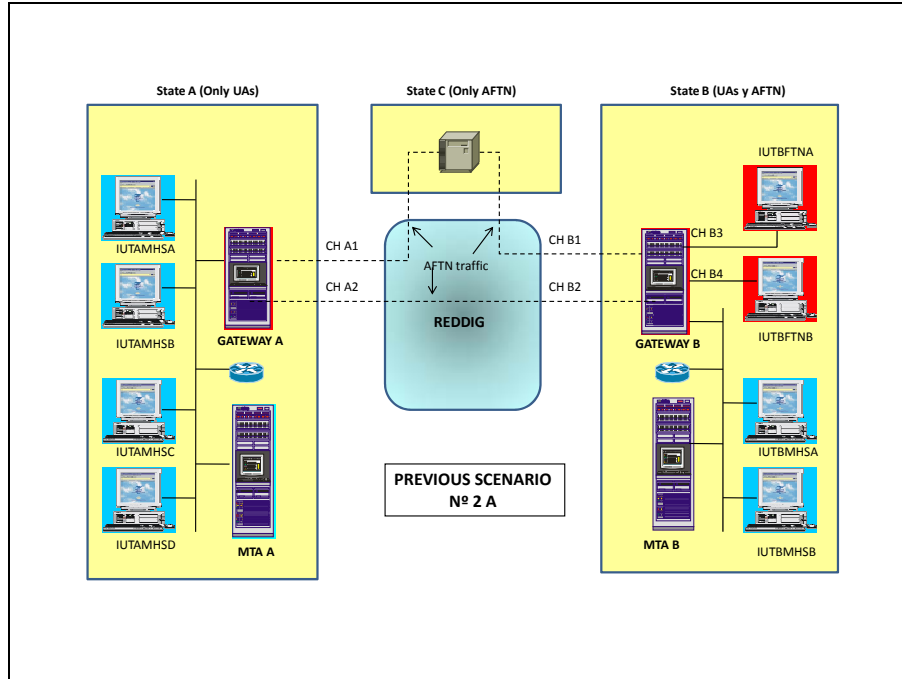 State A (Only UAs)
State C (Only AFTN)
State B (UAs y AFTN)
IUTAMHSA
IUTAMHSB
IUTAMHSC
IUTAMHSD
GATEWAY A
MTA A
CH A1
CH A2
AFTN traffic
REDDIG
CH B1
CH B2
PREVIOUS SCENARIO
Nº 2 A
GATEWAY B
MTA B
CH B3
CH B4
IUTBFTNA
IUTBFTNB
IUTBMHSA
IUTBMHSB